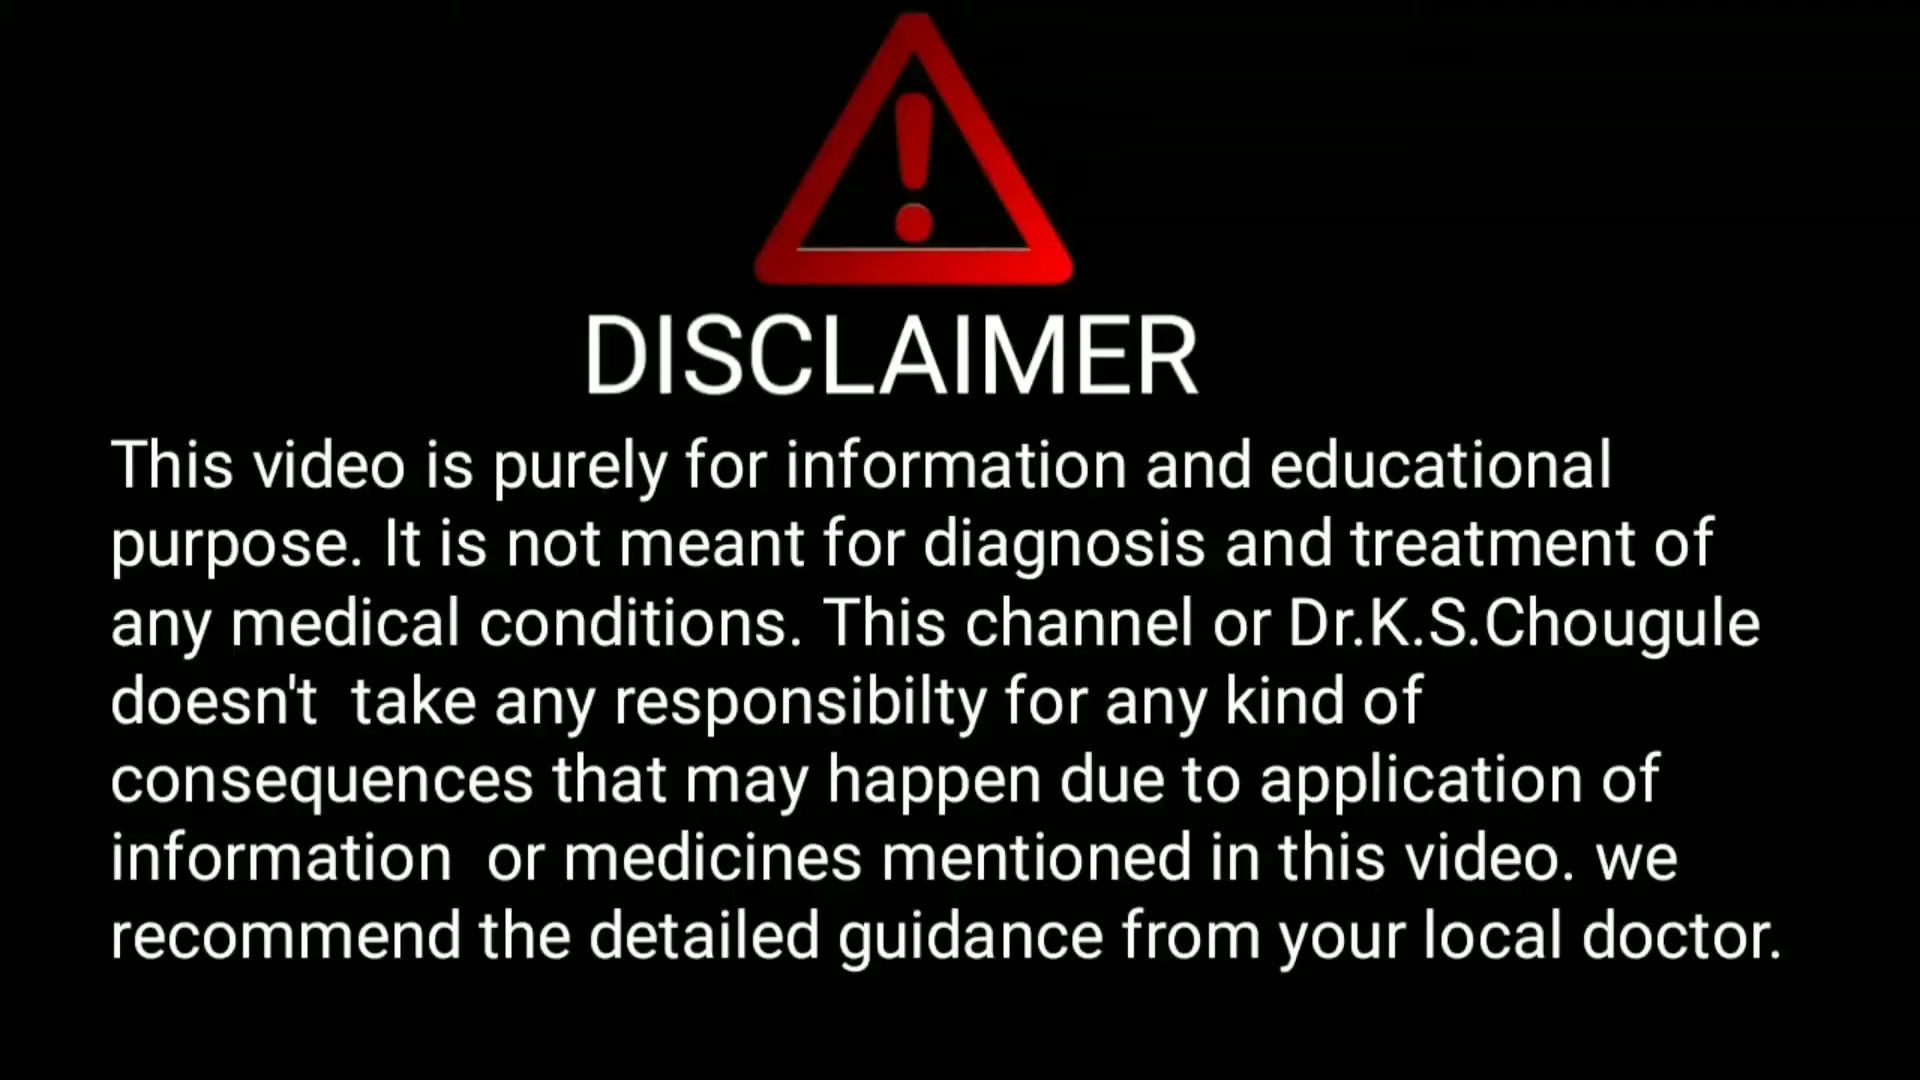 DISCLAIMER
This video is purely for information and educational
purpose. It is not meant for diagnosis and treatment of
any medical conditions. This channel or Dr.K.S.Chougule
doesn't  take any responsibilty for any kind of
consequences that may happen due to application of
information  or medicines mentioned in this video. we
recommend the detailed guidance from your local doctor.